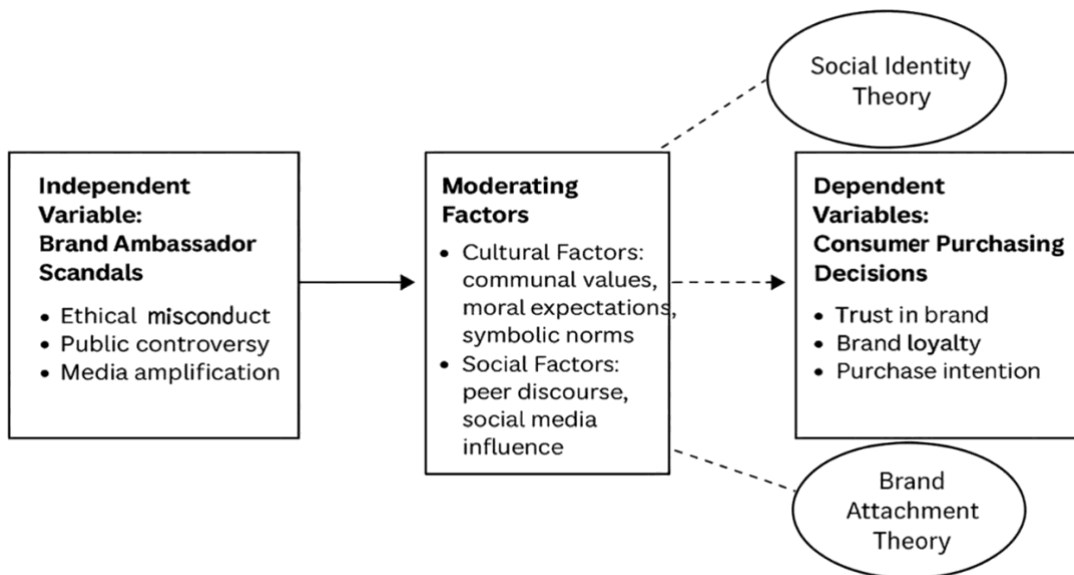 Independent
Variable:
Brand Ambassador
Scandals
• Ethical misconduct
• Public controversy
• Media amplification
Moderating
Factors
• Cultural Factors:
communal values,
moral expectations,
symbolic norms
• Social Factors:
peer discourse,
social media
influence
Social Identity
Theory
Dependent
Variables:
Consumer Purchasing
Decisions
• Trust in brand
• Brand loyalty
• Purchase intention
Brand
Attachment
Theory